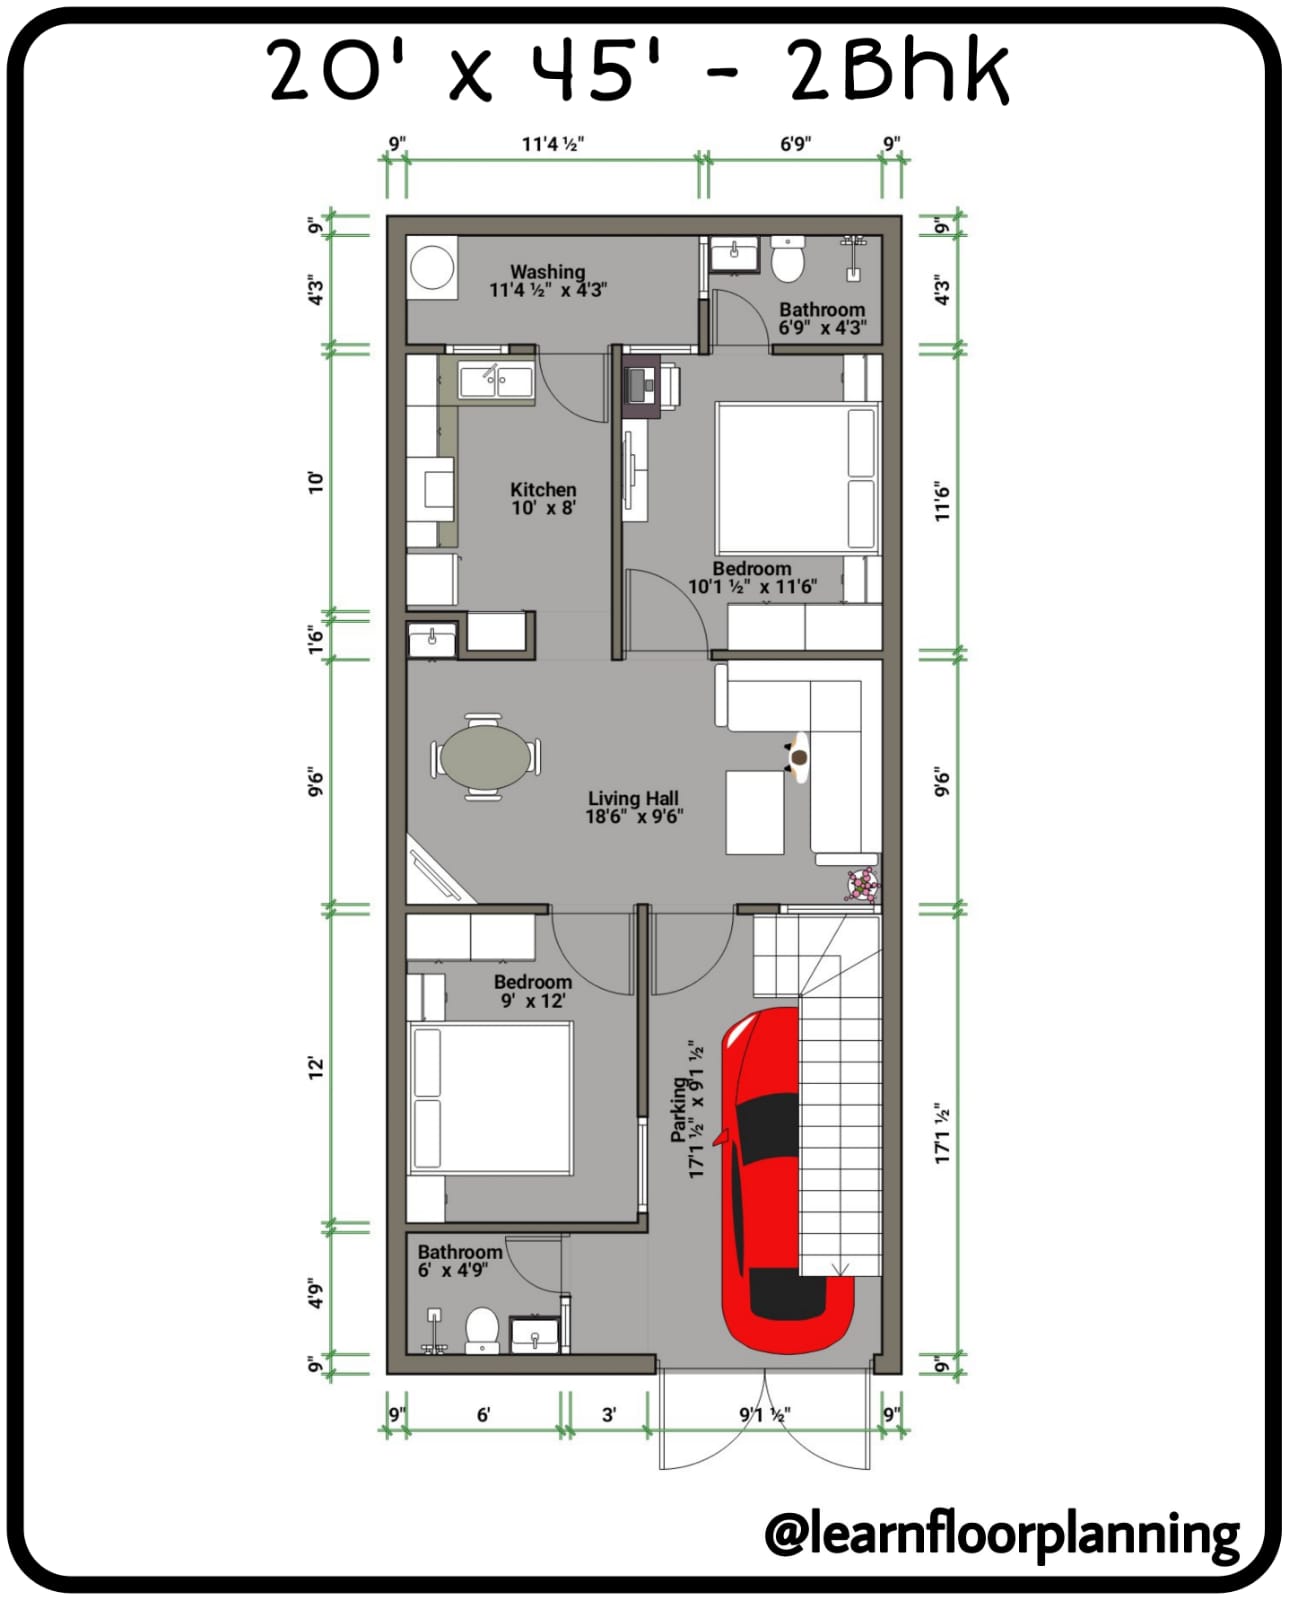 20' x 45' - 2Bhk
9" 11'4 ½" 6'9" 9"
9" 9"
4'3" 4'3"
Washing
11'4 ½" x 4'3"
Bathroom
6'9" x 4'3"
10' 11'6"
Kitchen
10' x 8'
Bedroom
10'1 ½" x 11'6"
1'6"
9'6" 9'6"
Living Hall
18'6" x 9'6"
Bedroom
9' x 12'
12' 17'1 ½"
Parking
17'1 ½" x 9'1 ½"
Bathroom
6' x 4'9"
4'9"
9" 9"
9" 6' 3' 9'1 ½" 9"
@learnfloorplanning